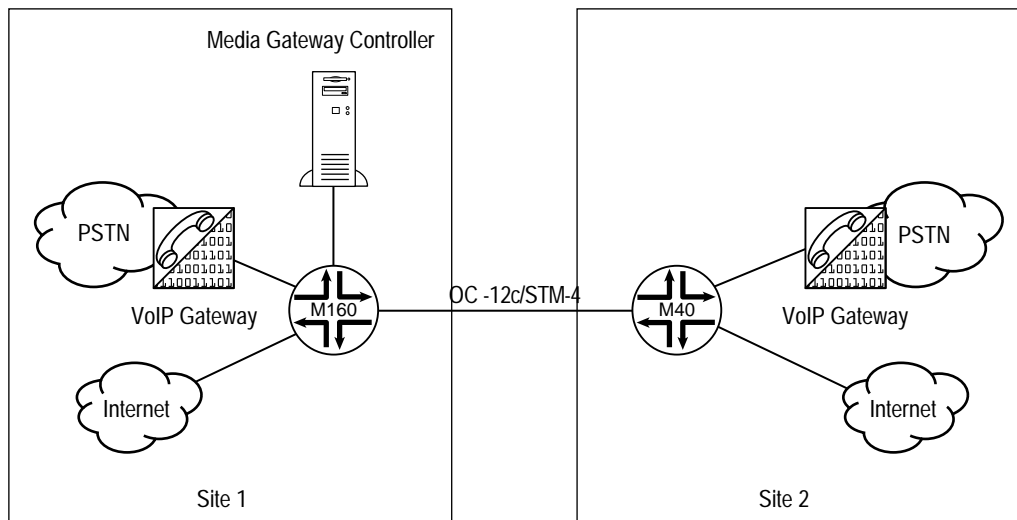 Media Gateway Controller
PSTN
VoIP Gateway
M160
Internet
Site 1
OC -12c/STM-4
M40
PSTN
VoIP Gateway
Internet
Site 2